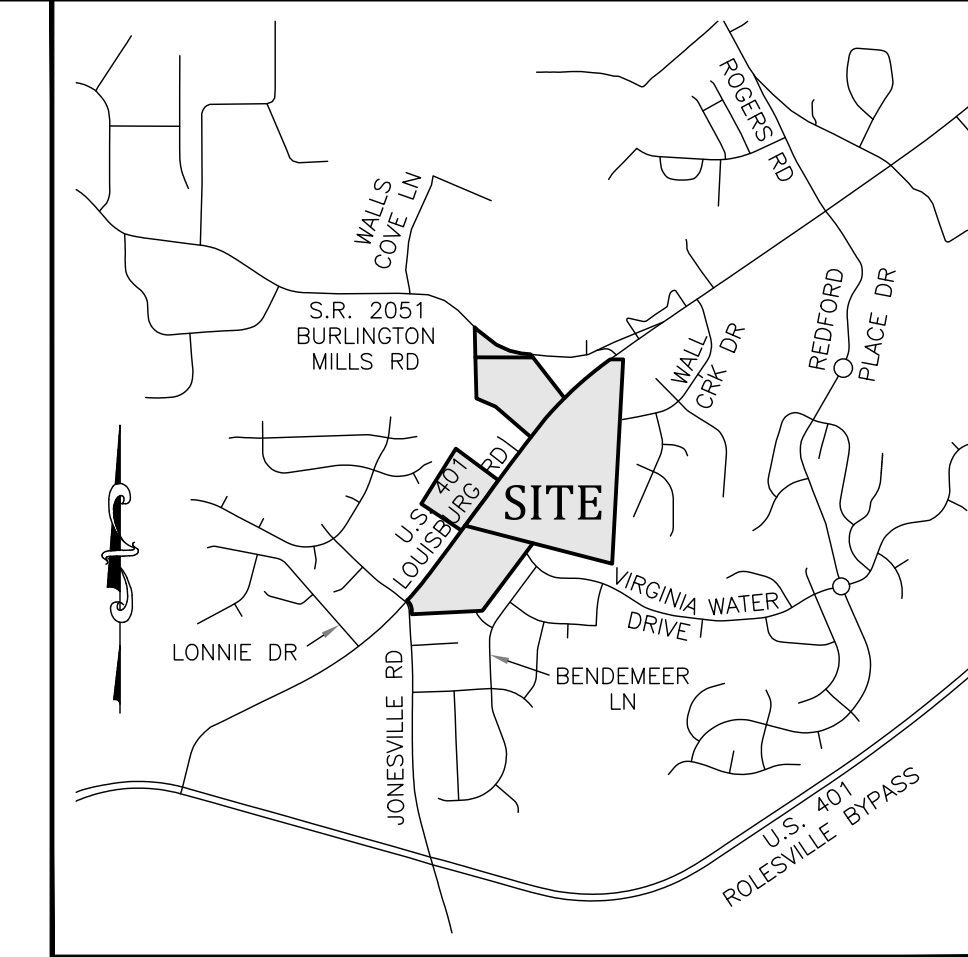 ROGERS RD
WALLS
COVE LN
S.R. 2051
BURLINGTON
MILLS RD
REDFORD
PLACE DR
WALL
CRK DR
U.S. 401
LOUISBURG RD
SITE
VIRGINIA WATER
DRIVE
LONNIE DR
BENDEMEER
LN
JONESVILLE RD
U.S. 401
ROLESVILLE BYPASS